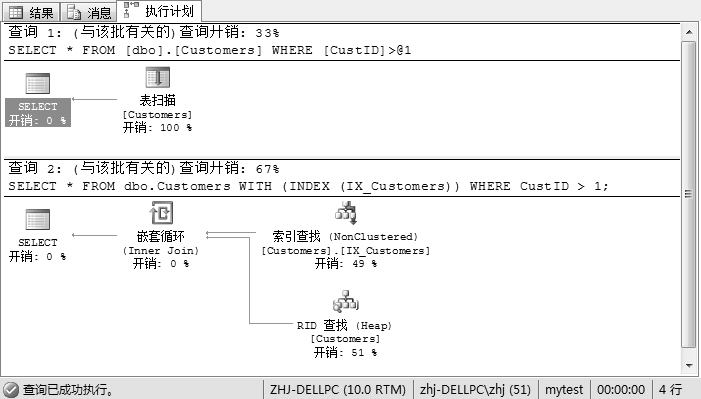 结果 消息 执行计划
查询 1: (与该批有关的)查询开销: 33%
SELECT * FROM [dbo].[Customers] WHERE [CustID]>@1
SELECT
开销: 0 %
表扫描
[Customers]
开销: 100 %
查询 2: (与该批有关的)查询开销: 67%
SELECT * FROM dbo.Customers WITH (INDEX (IX_Customers)) WHERE CustID > 1;
SELECT
开销: 0 %
嵌套循环
(Inner Join)
开销: 0 %
索引查找 (NonClustered)
[Customers].[IX_Customers]
开销: 49 %
RID 查找 (Heap)
[Customers]
开销: 51 %
查询已成功执行。 ZHJ-DELLPC (10.0 RTM) zhj-DELLPC\zhj (51) mytest 00:00:00 4 行